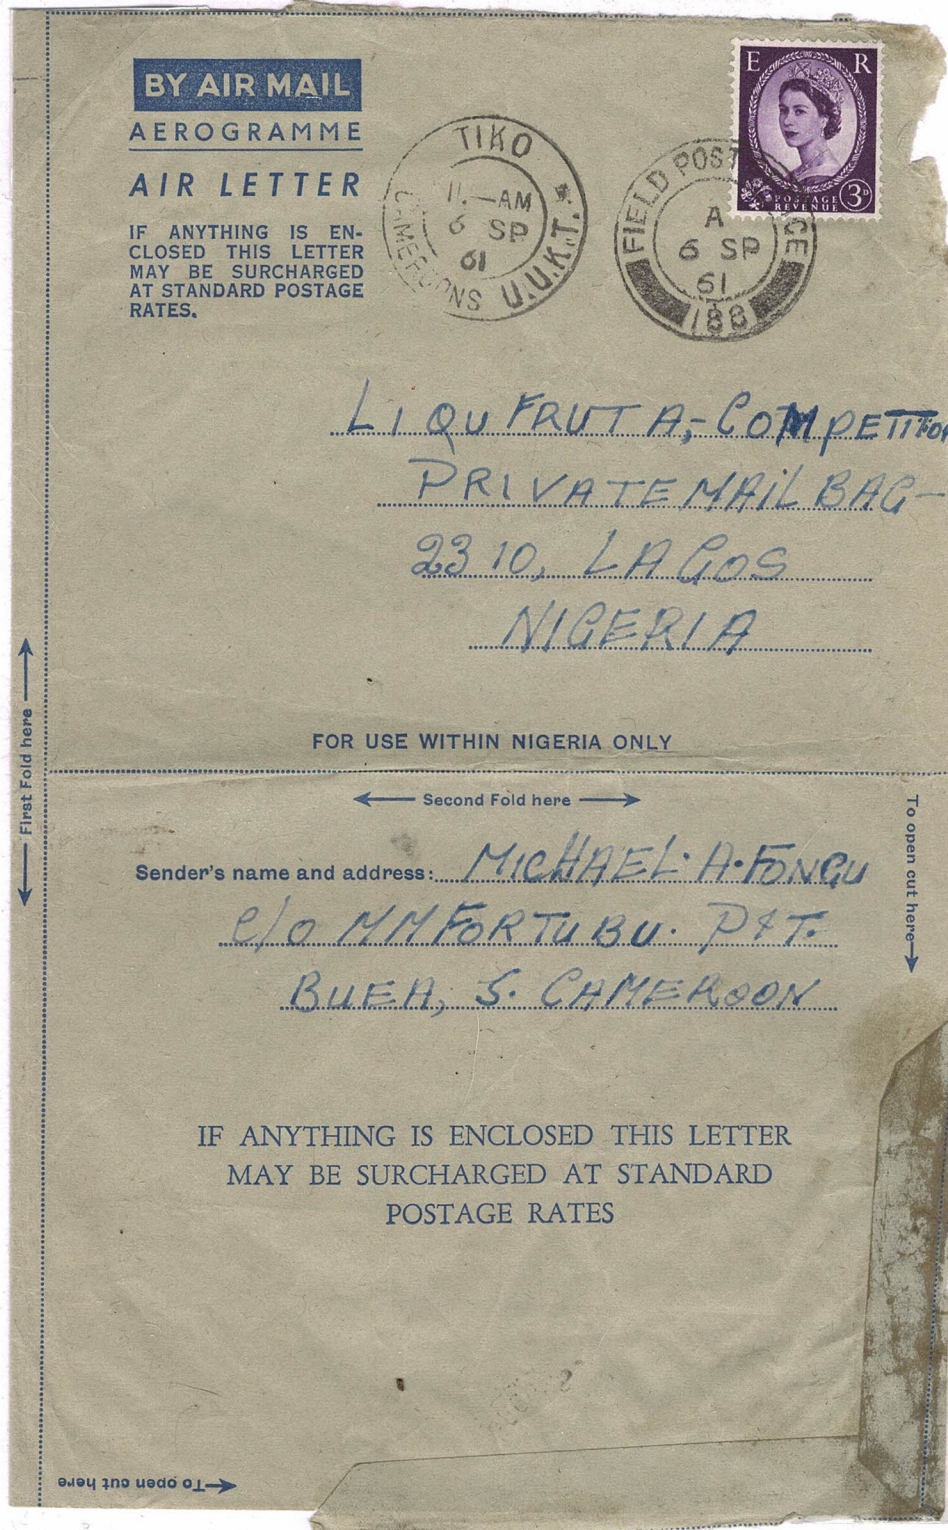 BY AIR MAIL
AEROGRAMME
AIR LETTER
IF ANYTHING IS EN-
CLOSED THIS LETTER
MAY BE SURCHARGED
AT STANDARD POSTAGE
RATES.
TIKO
11.—AM
6 SP
61
CAMEROONS U.U.K.T. *
FIELD POST OFFICE
A
6 SP
61
188
E R
POSTAGE
REVENUE
3D
LIQUFRUTA,-COMPETITION
PRIVATE MAIL BAG-
2310, LAGOS
NIGERIA
FOR USE WITHIN NIGERIA ONLY
First Fold here
Second Fold here
To open cut here
Sender's name and address: MICHAEL. A. FONGU
c/o MM FORTUBU. P&T.
BUEA, S. CAMEROON
IF ANYTHING IS ENCLOSED THIS LETTER
MAY BE SURCHARGED AT STANDARD
POSTAGE RATES
To open cut here